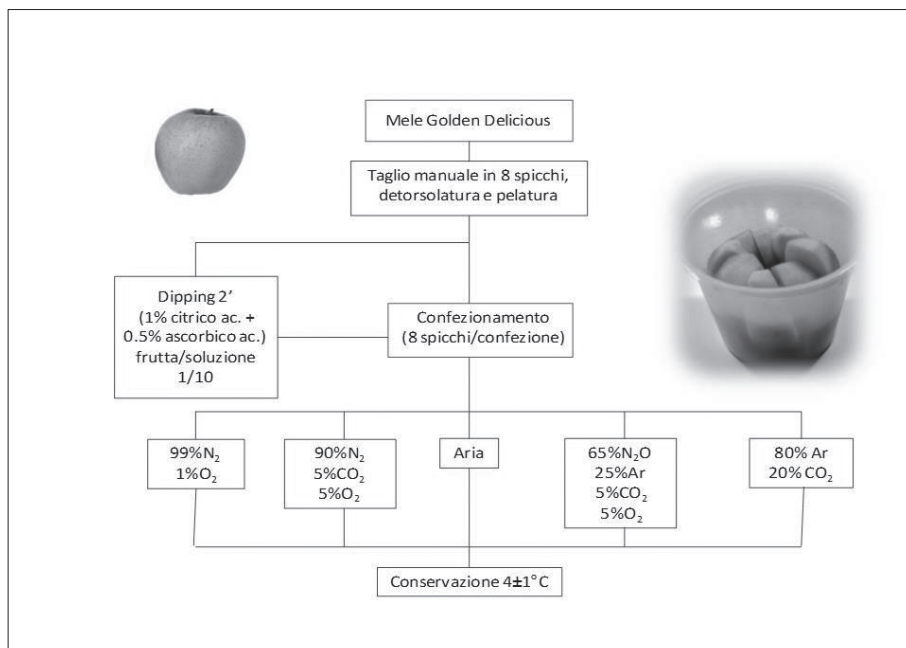 Mele Golden Delicious
Taglio manuale in 8 spicchi,
detorsolatura e pelatura
Dipping 2’
(1% citrico ac. +
0.5% ascorbico ac.)
frutta/soluzione
1/10
Confezionamento
(8 spicchi/confezione)
99%N₂
1%O₂
90%N₂
5%CO₂
5%O₂
Aria
65%N₂O
25%Ar
5%CO₂
5%O₂
80% Ar
20% CO₂
Conservazione 4±1°C